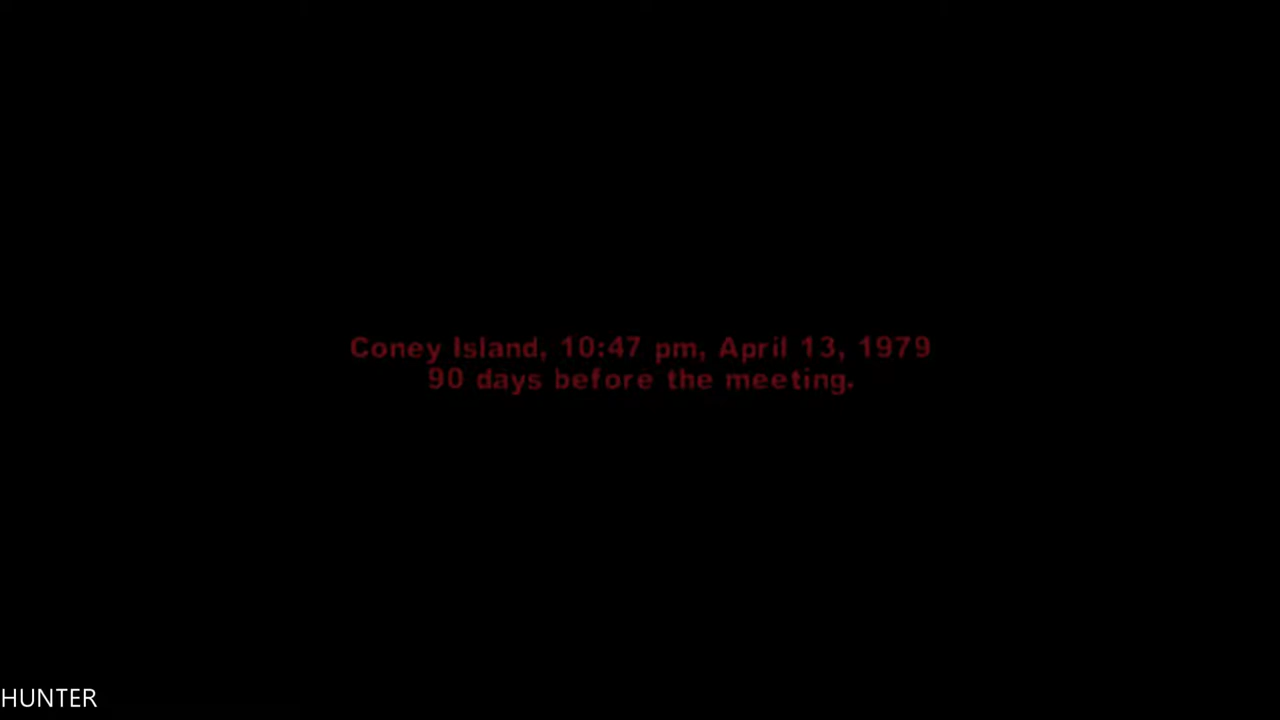 Coney Island, 10:47 pm, April 13, 1979
90 days before the meeting.
HUNTER